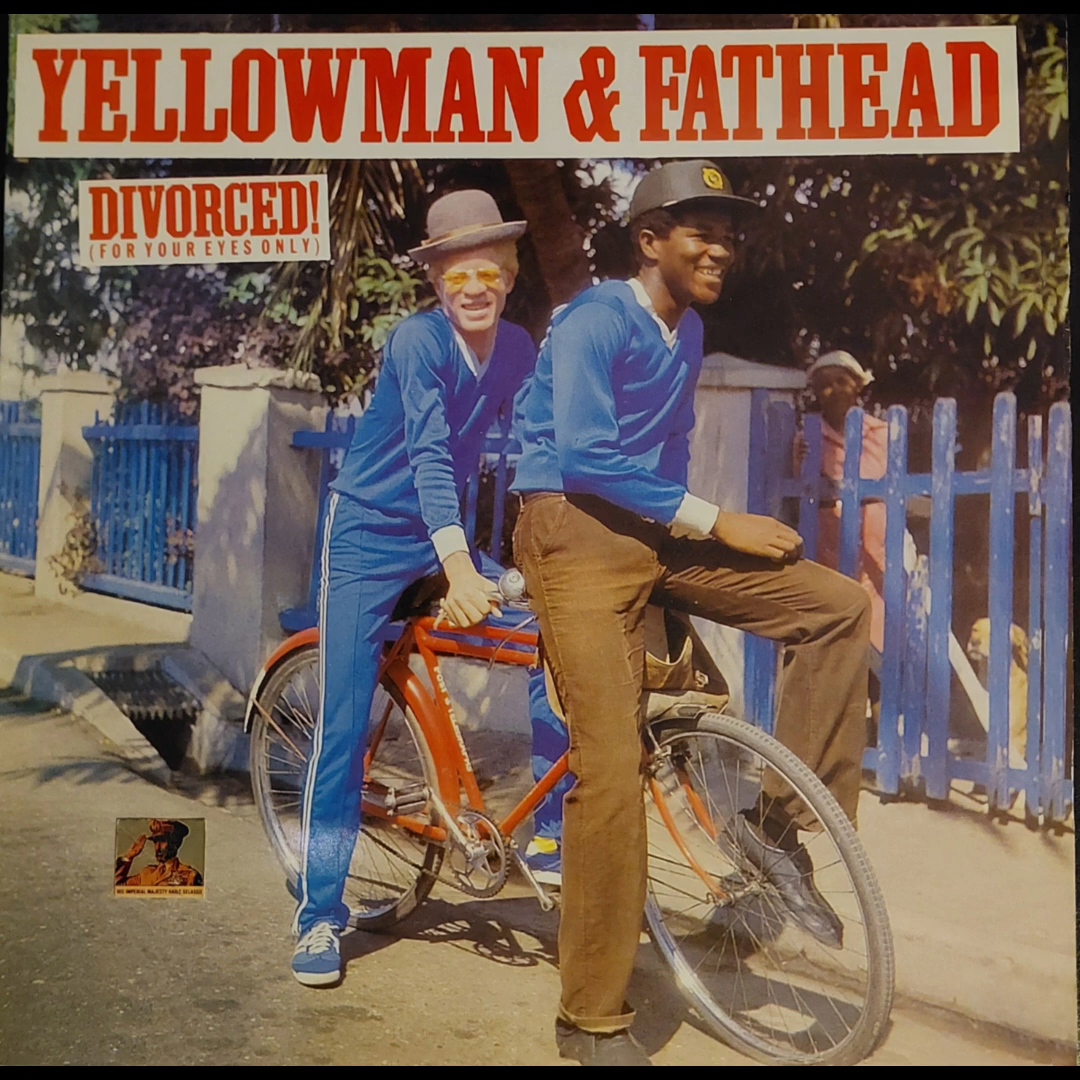 YELLOWMAN & FATHEAD
DIVORCED!
(FOR YOUR EYES ONLY)
HIS IMPERIAL MAJESTY HAILE SELASSIE